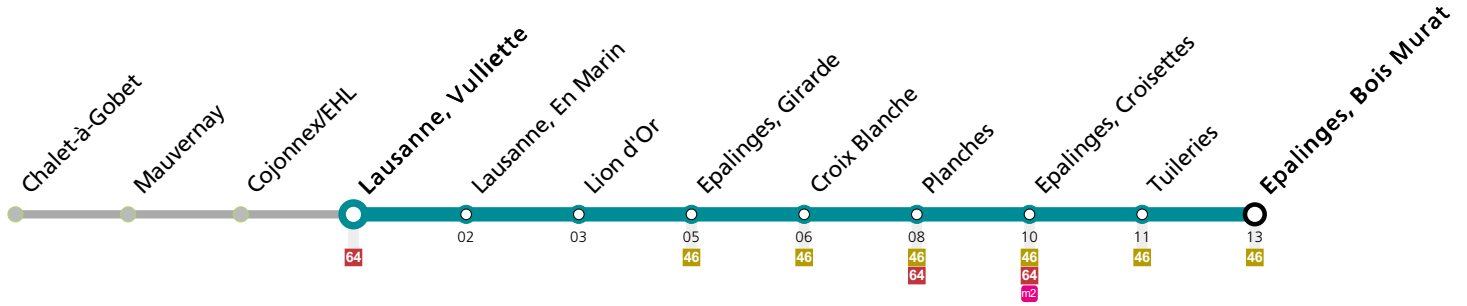 Chalet-à-Gobet
Mauvernay
Cojonnex/EHL
Lausanne, Vulliette
Lausanne, En Marin
Lion d'Or
Epalinges, Girarde
Croix Blanche
Planches
Epalinges, Croisettes
Tuileries
Epalinges, Bois Murat
02 03 05 06 08 10 11 13
64 46 46 46 46 46 46
64 64
m2